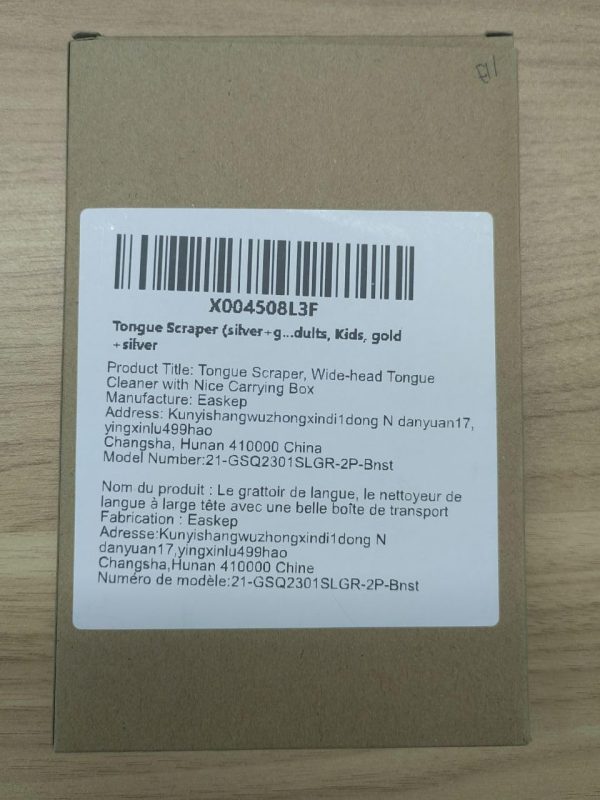 E11
X004508L3F
Tongue Scraper (silver+g...dults, Kids, gold
+silver
Product Title: Tongue Scraper, Wide-head Tongue
Cleaner with Nice Carrying Box
Manufacture: Easkep
Address: Kunyishangwuzhongxindi1dong N danyuan17,
yingxinlu499hao
Changsha, Hunan 410000 China
Model Number:21-GSQ2301SLGR-2P-Bnst
Nom du produit : Le grattoir de langue, le nettoyeur de
langue à large tête avec une belle boîte de transport
Fabrication : Easkep
Adresse:Kunyishangwuzhongxindi1dong N
danyuan17,yingxinlu499hao
Changsha,Hunan 410000 Chine
Numéro de modèle:21-GSQ2301SLGR-2P-Bnst